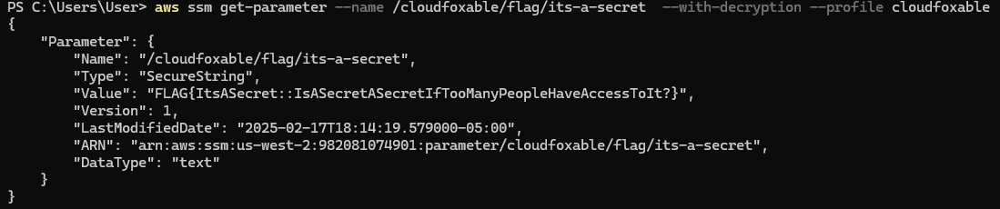 PS C:\Users\User> aws ssm get-parameter --name /cloudfoxable/flag/its-a-secret  --with-decryption --profile cloudfoxable
{
    "Parameter": {
        "Name": "/cloudfoxable/flag/its-a-secret",
        "Type": "SecureString",
        "Value": "FLAG{ItsASecret::IsASecretASecretIfTooManyPeopleHaveAccessToIt?}",
        "Version": 1,
        "LastModifiedDate": "2025-02-17T18:14:19.579000-05:00",
        "ARN": "arn:aws:ssm:us-west-2:982081074901:parameter/cloudfoxable/flag/its-a-secret",
        "DataType": "text"
    }
}